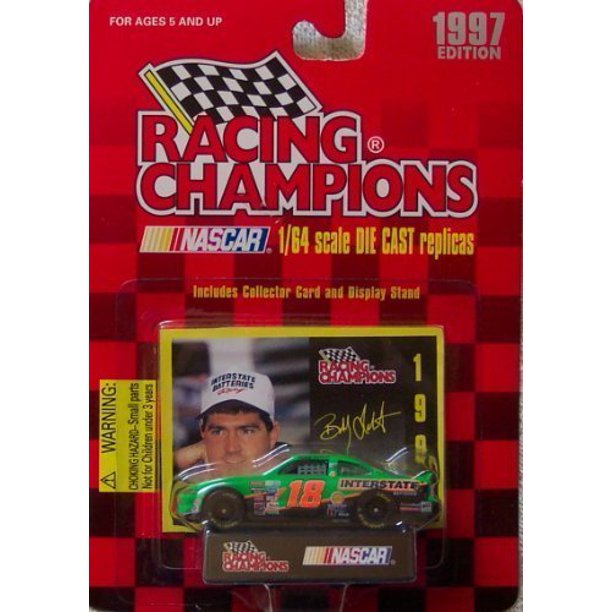 FOR AGES 5 AND UP
1997
EDITION
RACING®
CHAMPIONS
NASCAR® 1/64 scale DIE CAST replicas
Includes Collector Card and Display Stand
WARNING:
CHOKING HAZARD-Small parts
Not for Children under 3 years
INTERSTATE
BATTERIES
Racing
RACING
CHAMPIONS
199
18
INTERSTATE
RACING
CHAMPIONS
NASCAR